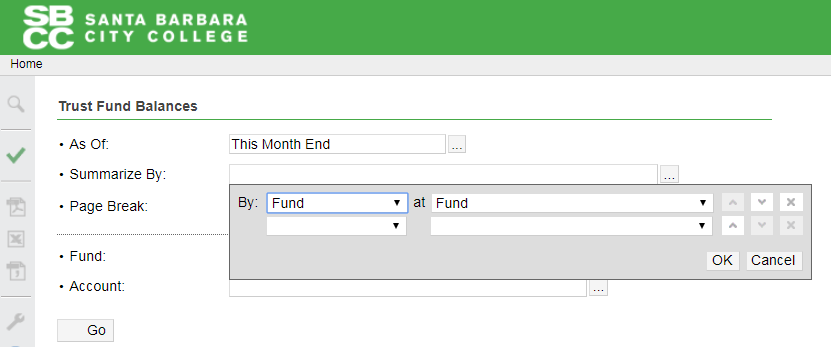 SBCC SANTA BARBARA CITY COLLEGE
Home
Trust Fund Balances
• As Of: This Month End ...
• Summarize By: ...
By: Fund at Fund
• Page Break:
OK Cancel
• Fund:
• Account: ...
Go